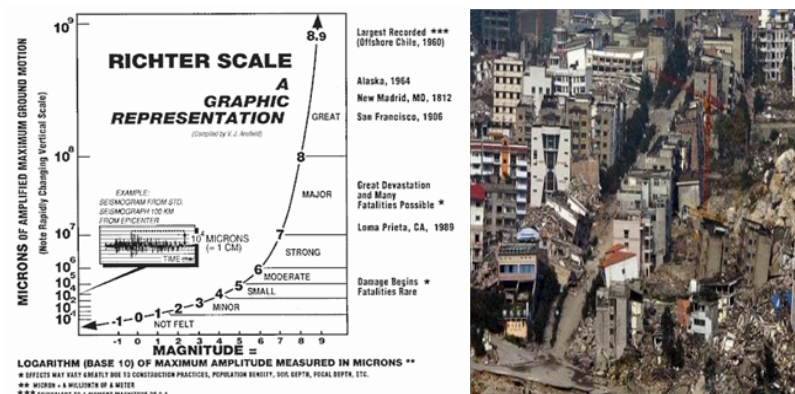 RICHTER SCALE
A
GRAPHIC
REPRESENTATION
(Compiled by V. J. Ansfield)
MICRONS OF AMPLIFIED MAXIMUM GROUND MOTION
(Note Rapidly Changing Vertical Scale)
10⁹
10⁸
10⁷
10⁶
10⁵
10⁴
10²
10¹
10⁻¹
EXAMPLE:
SEISMOGRAM FROM STD.
SEISMOGRAPH 100 KM
FROM EPICENTER
10⁴ MICRONS
(= 1 CM)
TIME
8.9
GREAT
8
MAJOR
7
STRONG
6
MODERATE
5
SMALL
4
3
MINOR
2
1
0
-1
NOT FELT
Largest Recorded ***
(Offshore Chile, 1960)
Alaska, 1964
New Madrid, MO, 1812
San Francisco, 1906
Great Devastation
and Many
Fatalities Possible *
Loma Prieta, CA, 1989
Damage Begins *
Fatalities Rare
-1 0 1 2 3 4 5 6 7 8 9
MAGNITUDE =
LOGARITHM (BASE 10) OF MAXIMUM AMPLITUDE MEASURED IN MICRONS **
* EFFECTS MAY VARY GREATLY DUE TO CONSTRUCTION PRACTICES, POPULATION DENSITY, SOIL DEPTH, FOCAL DEPTH, ETC.
** MICRON = A MILLIONTH OF A METER